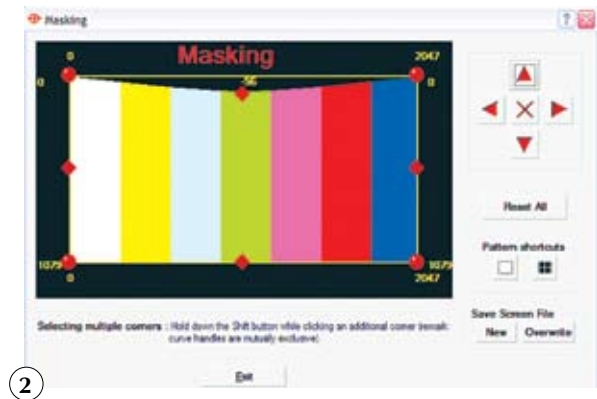 Masking
Masking
0
2047
0
-56
0
1079
1079
0
2047
Reset All
Pattern shortcuts
Save Screen File
New Overwrite
Selecting multiple corners : Hold down the Shift button while clicking an additional corner (remark:
curve handles are mutually exclusive)
Exit
2